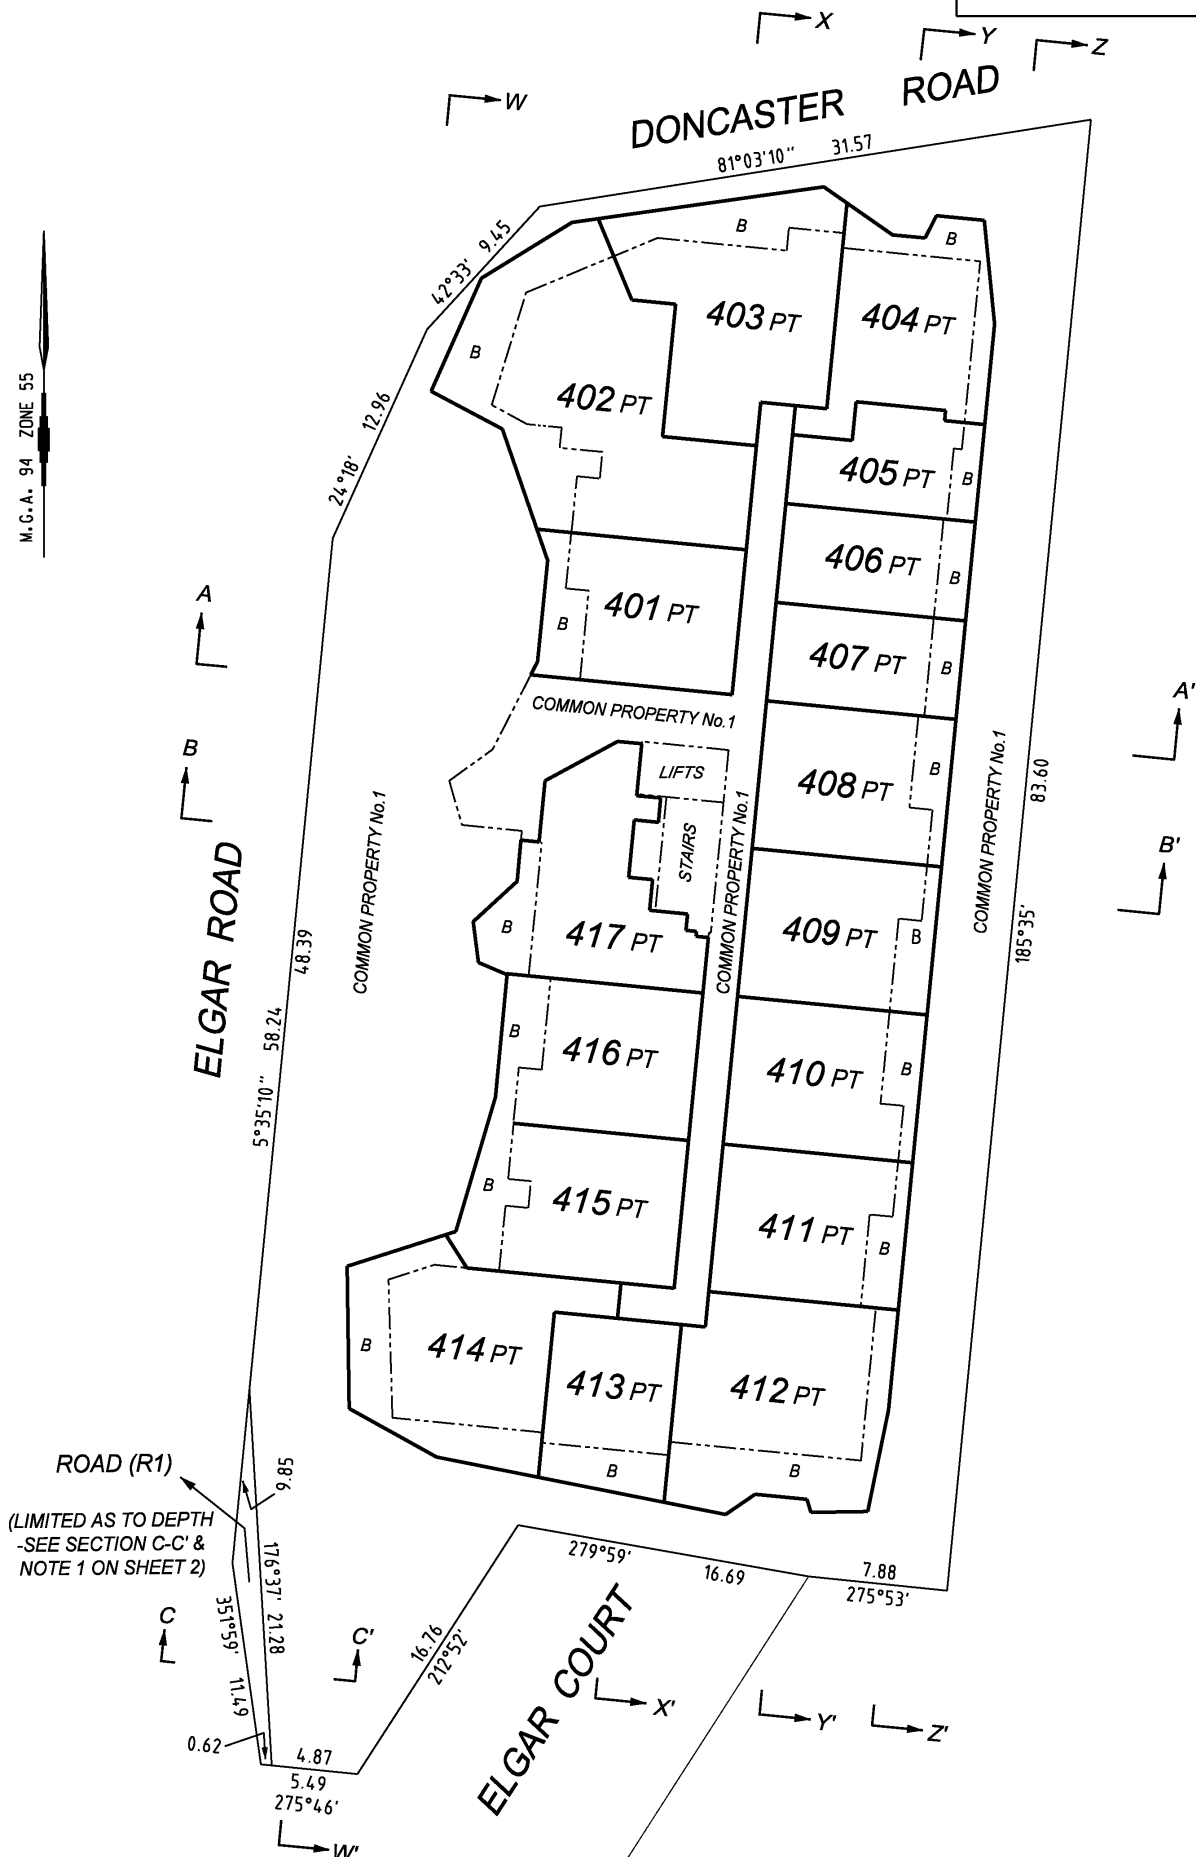 X
Y
Z
W
DONCASTER ROAD
81°03'10" 31.57
42°33' 9.45
B
B
403 PT
404 PT
B
402 PT
24°18' 12.96
M.G.A. 94 ZONE 55
405 PT
B
406 PT
B
A
401 PT
B
407 PT
B
A'
COMMON PROPERTY No.1
B
LIFTS
408 PT
B
COMMON PROPERTY No.1
83.60
185°35'
B'
STAIRS
COMMON PROPERTY No.1
COMMON PROPERTY No.1
ELGAR ROAD
48.39
5°35'10" 58.24
B
417 PT
409 PT
B
B
416 PT
410 PT
B
B
415 PT
411 PT
B
B
414 PT
413 PT
412 PT
B
B
ROAD (R1)
(LIMITED AS TO DEPTH
-SEE SECTION C-C' &
NOTE 1 ON SHEET 2)
9.85
176°37' 21.28
351°59' 11.49
279°59' 16.69
7.88
275°53'
C
C'
16.76
212°52'
ELGAR COURT
X'
Y'
Z'
0.62
4.87
5.49
275°46'
W'